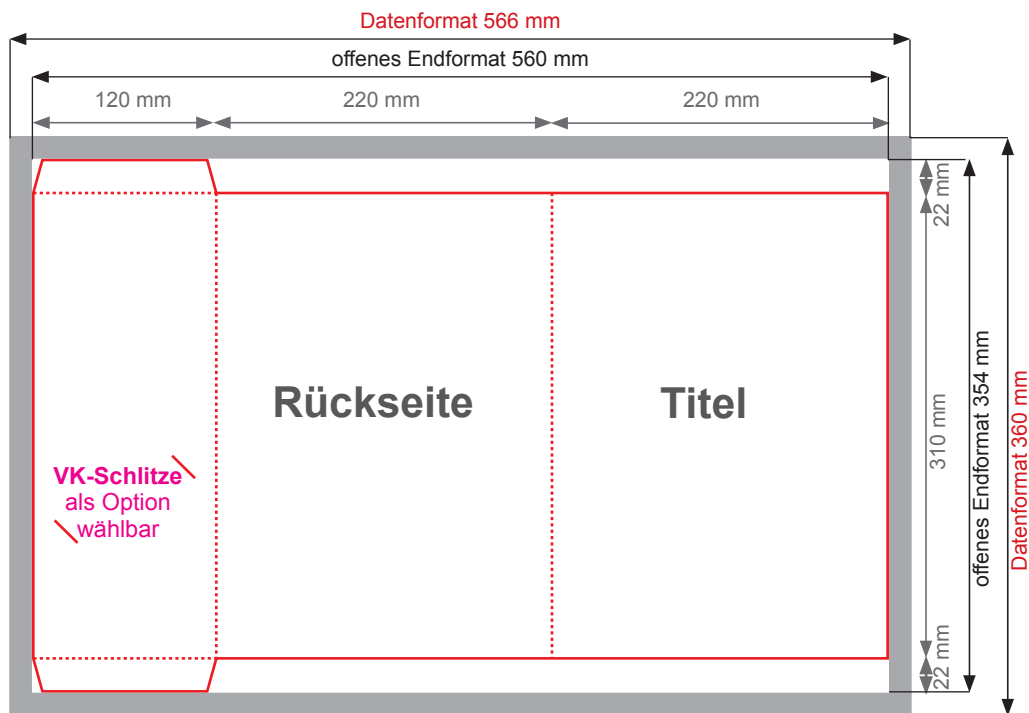 Datenformat 566 mm
offenes Endformat 560 mm
120 mm
220 mm
220 mm
22 mm
310 mm
22 mm
offenes Endformat 354 mm
Datenformat 360 mm
Rückseite
Titel
VK-Schlitze
als Option
wählbar